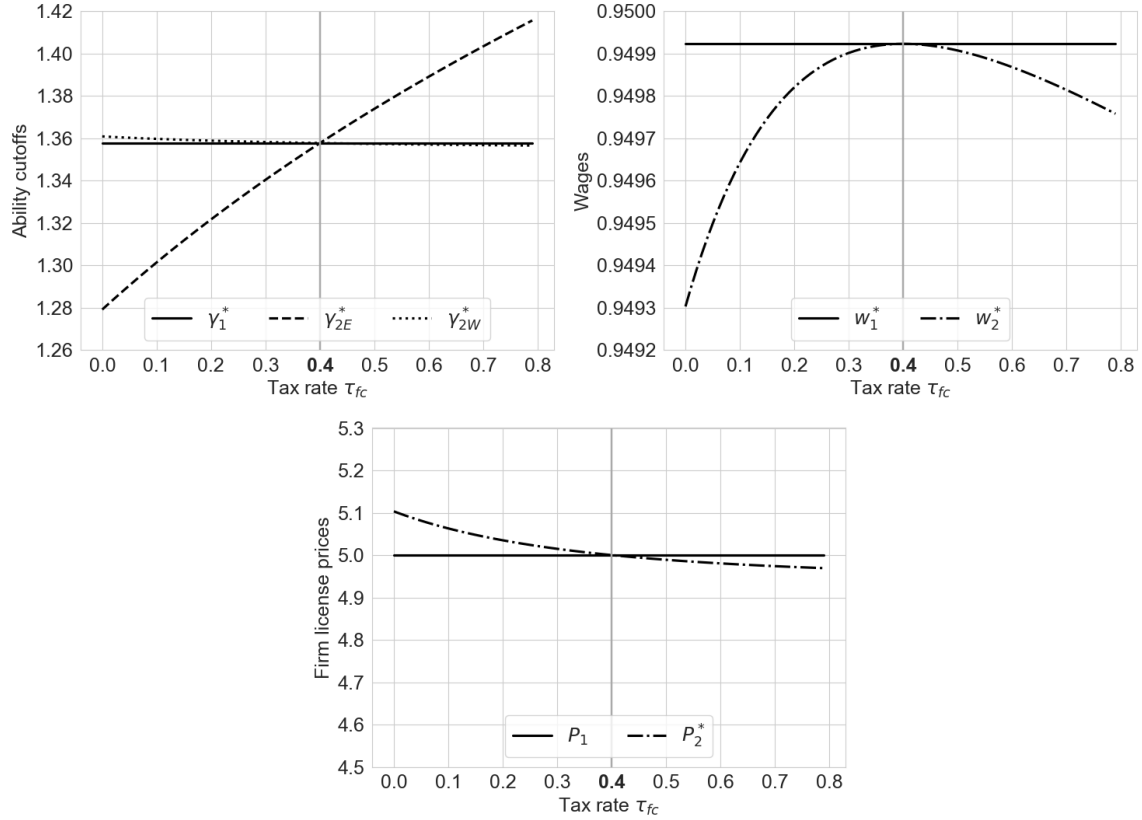 1.42
1.40
1.38
1.36
1.34
1.32
1.30
1.28
1.26
Ability cutoffs
γ₁* γ₂E* γ₂W*
0.0 0.1 0.2 0.3 0.4 0.5 0.6 0.7 0.8
Tax rate τ_fc
0.9500
0.9499
0.9498
0.9497
0.9496
0.9495
0.9494
0.9493
0.9492
Wages
w₁* w₂*
0.0 0.1 0.2 0.3 0.4 0.5 0.6 0.7 0.8
Tax rate τ_fc
5.3
5.2
5.1
5.0
4.9
4.8
4.7
4.6
4.5
Firm license prices
P₁ P₂*
0.0 0.1 0.2 0.3 0.4 0.5 0.6 0.7 0.8
Tax rate τ_fc